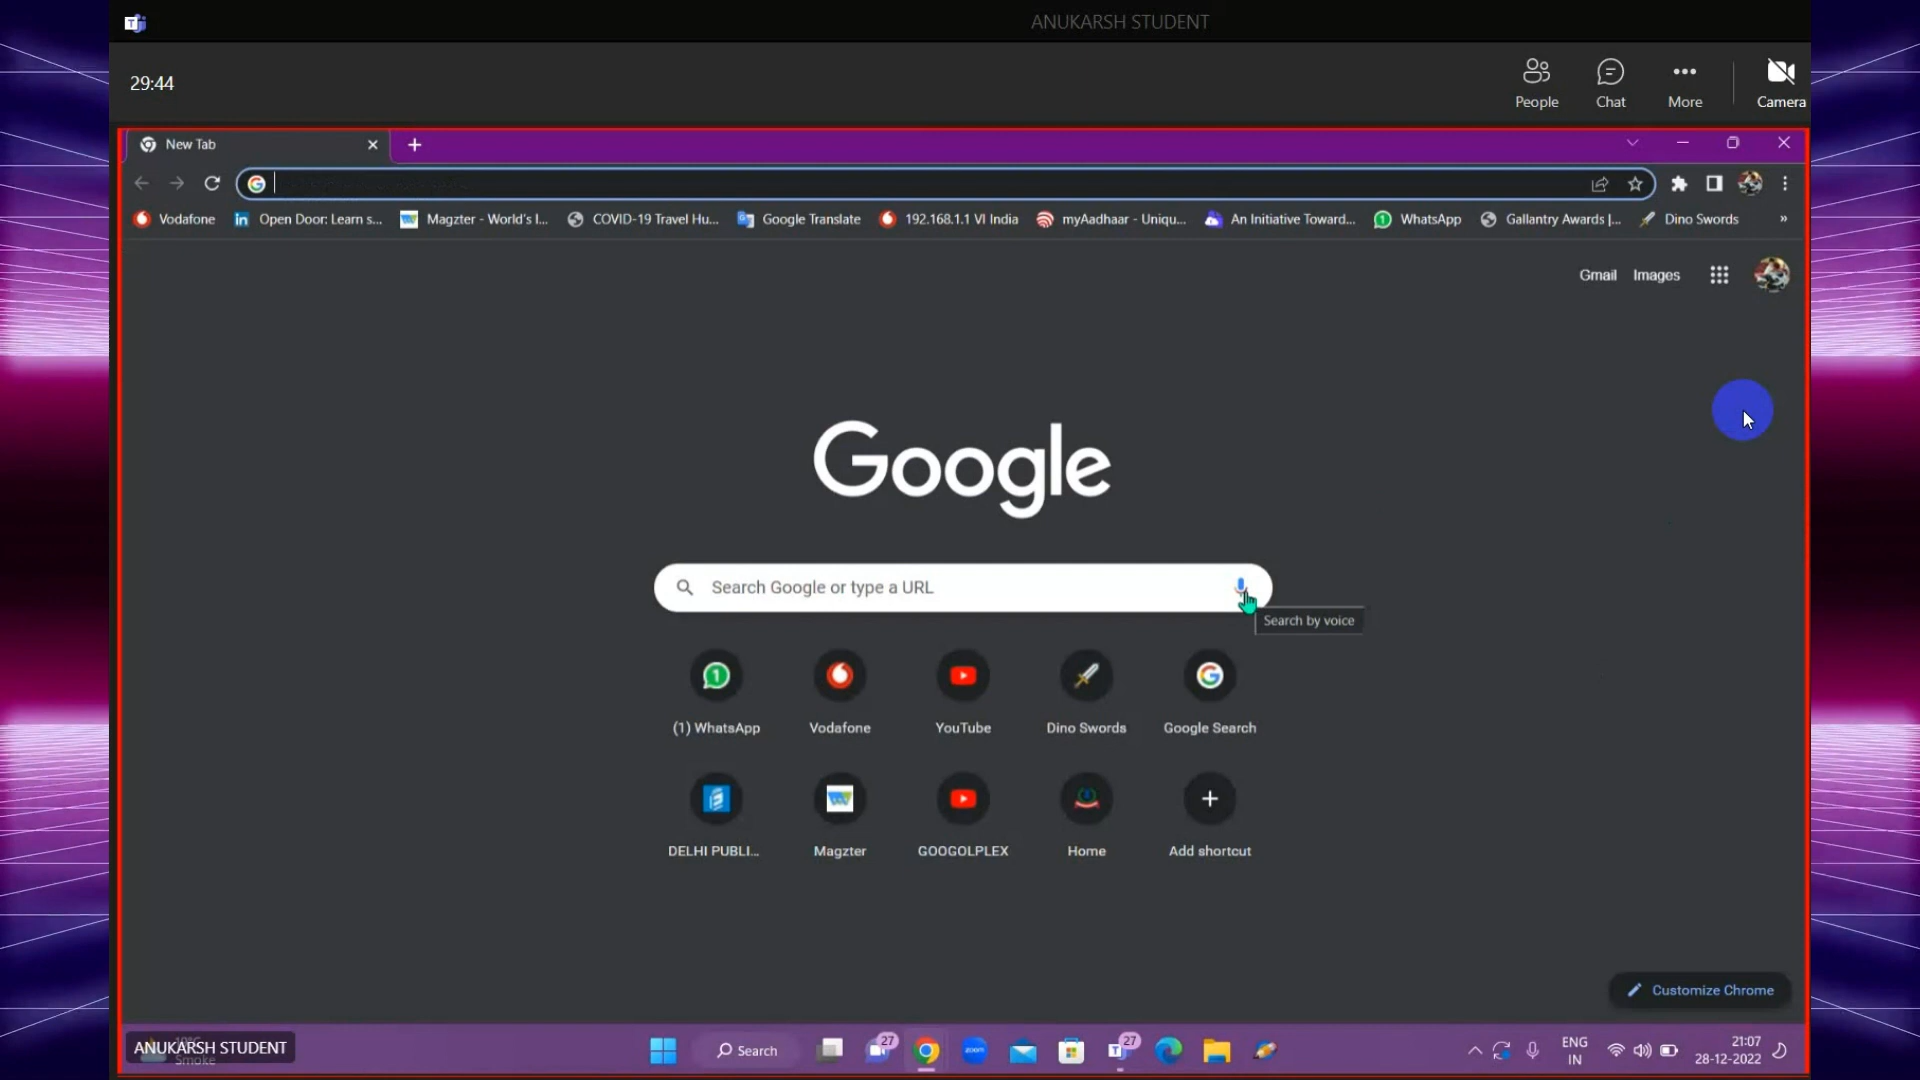 ANUKARSH STUDENT
29:44
People
Chat
More
Camera
New Tab
Vodafone
Open Door: Learn s...
Magzter - World's l...
COVID-19 Travel Hu...
Google Translate
192.168.1.1 VI India
myAadhaar - Uniqu...
An Initiative Toward...
WhatsApp
Gallantry Awards |...
Dino Swords
»
Gmail
Images
Google
Search Google or type a URL
Search by voice
(1) WhatsApp
Vodafone
YouTube
Dino Swords
Google Search
DELHI PUBLI...
Magzter
GOOGOLPLEX
Home
Add shortcut
Customize Chrome
ANUKARSH STUDENT
Smoke
Search
27
zoom
27
ENG
IN
21:07
28-12-2022